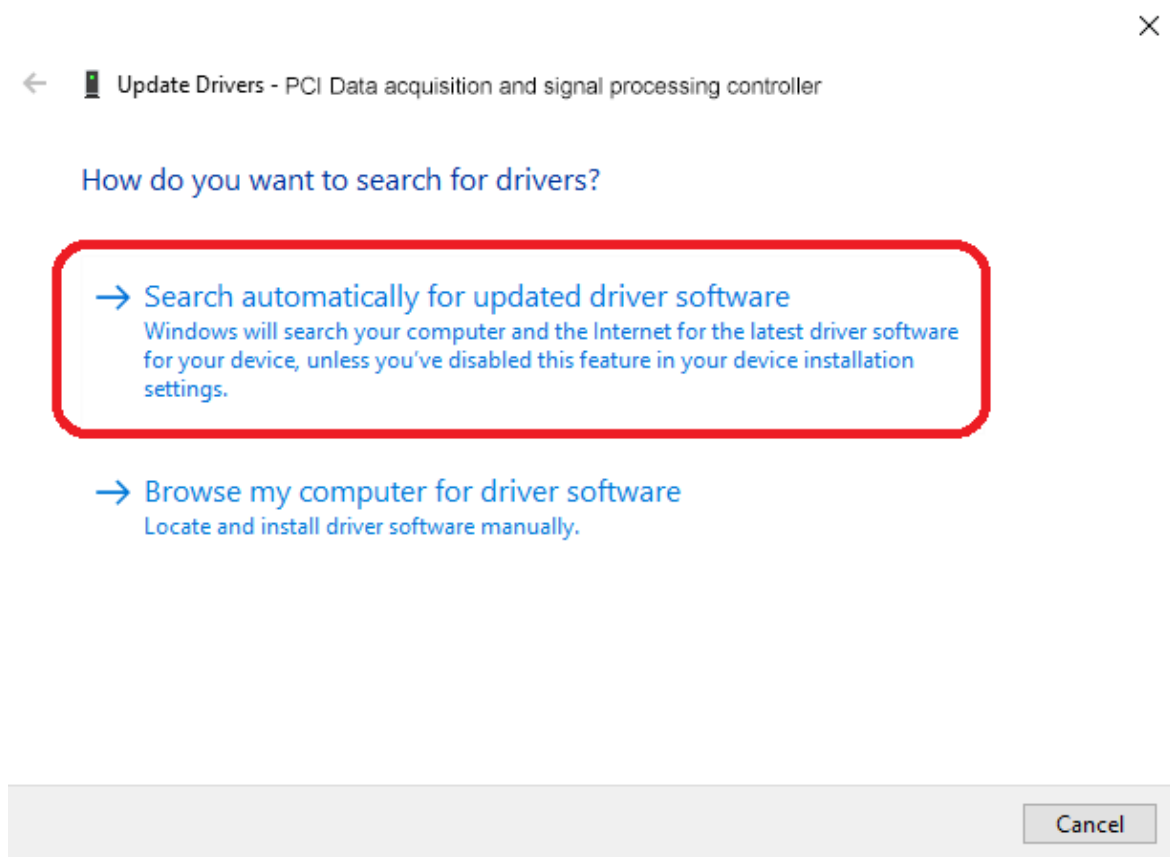 Update Drivers - PCI Data acquisition and signal processing controller
How do you want to search for drivers?
Search automatically for updated driver software
Windows will search your computer and the Internet for the latest driver software
for your device, unless you've disabled this feature in your device installation
settings.
Browse my computer for driver software
Locate and install driver software manually.
Cancel